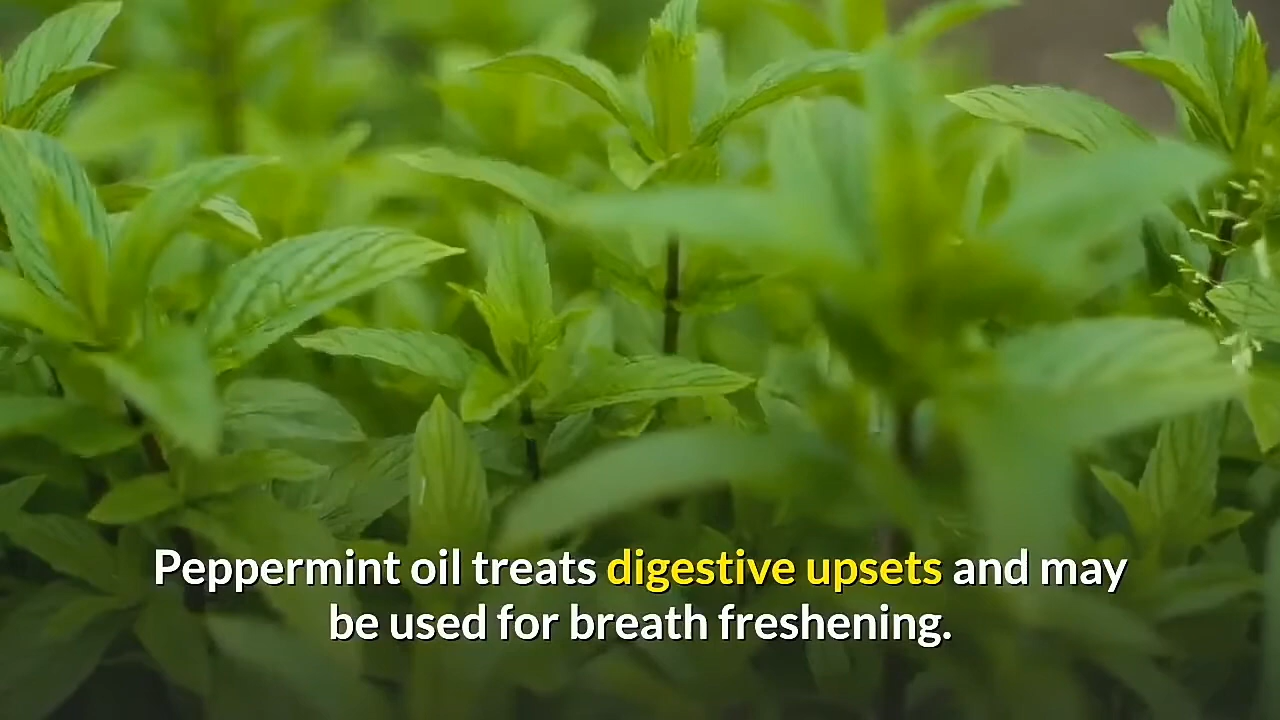 Peppermint oil treats digestive upsets and may
be used for breath freshening.